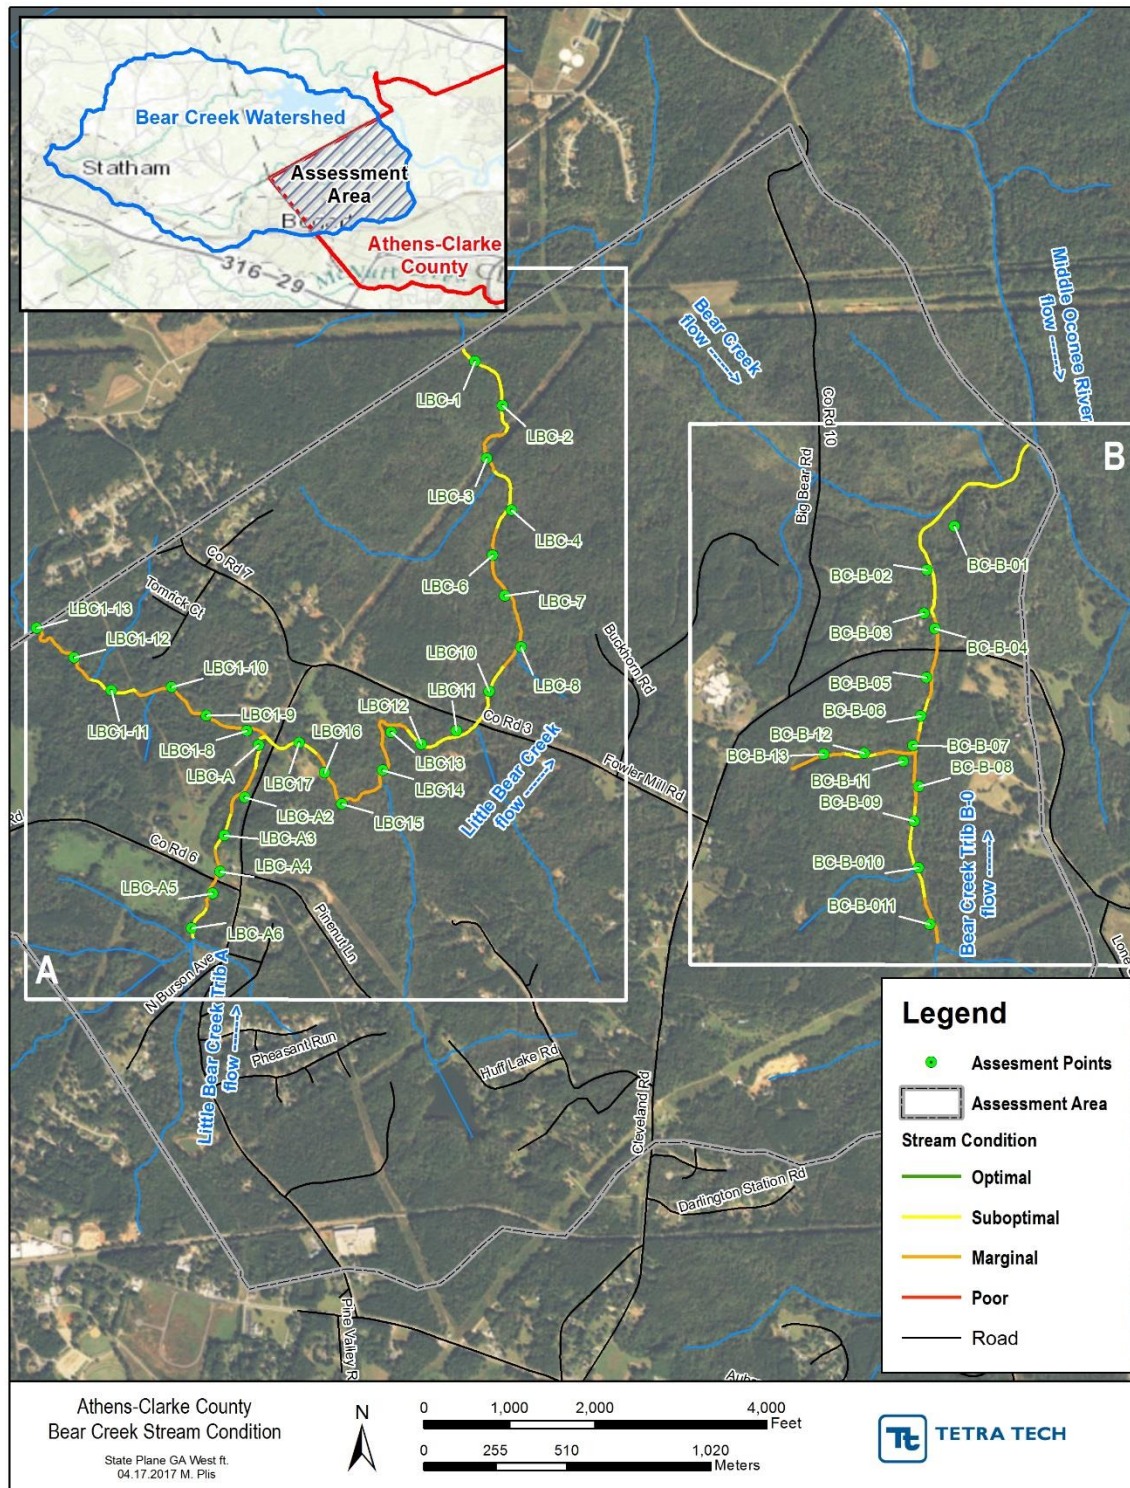 Bear Creek Watershed
Statham
Assessment
Area
Athens-Clarke
County
316-29
Bear Creek
flow ---->
Middle Oconee River
flow ---->
Co Rd 10
Big Bear Rd
B
LBC-1
LBC-2
LBC-3
LBC-4
LBC-6
LBC-7
LBC-8
LBC10
LBC11
LBC12
LBC13
LBC14
LBC15
LBC16
LBC17
LBC1-13
LBC1-12
LBC1-11
LBC1-10
LBC1-9
LBC1-8
LBC-A
LBC-A2
LBC-A3
LBC-A4
LBC-A5
LBC-A6
Co Rd 7
Tomrick Ct
Buckhorn Rd
Co Rd 3
Fowler Mill Rd
Little Bear Creek
flow ---->
Co Rd 6
Rd
Pinenut Ln
N Burson Ave
A
Little Bear Creek Trib A
flow ---->
Pheasant Run
Huff Lake Rd
Cleveland Rd
Darlington Station Rd
Pine Valley R
BC-B-01
BC-B-02
BC-B-03
BC-B-04
BC-B-05
BC-B-06
BC-B-07
BC-B-12
BC-B-13
BC-B-11
BC-B-08
BC-B-09
BC-B-010
BC-B-011
Bear Creek Trib B-0
flow ---->
Legend
Assesment Points
Assessment Area
Stream Condition
Optimal
Suboptimal
Marginal
Poor
Road
Athens-Clarke County
Bear Creek Stream Condition
State Plane GA West ft.
04.17.2017 M. Plis
N
0 1,000 2,000 4,000
Feet
0 255 510 1,020
Meters
Tt TETRA TECH